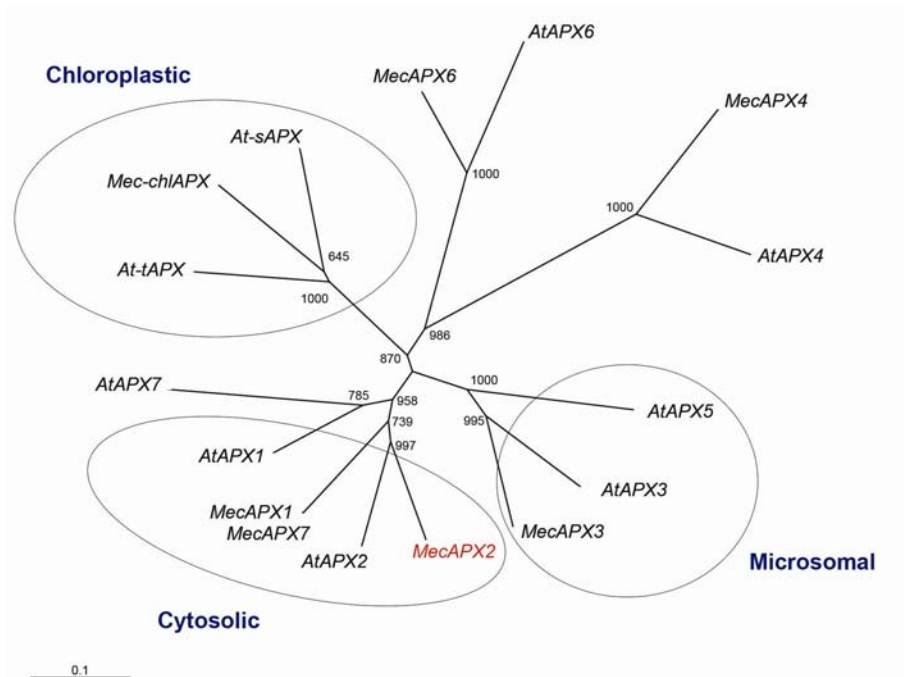 AtAPX6
MecAPX6
Chloroplastic
MecAPX4
At-sAPX
Mec-chlAPX
1000
1000
645
AtAPX4
At-tAPX
1000
986
870
1000
AtAPX7
785
958
AtAPX5
739
995
997
AtAPX1
AtAPX3
MecAPX1
MecAPX7
MecAPX3
AtAPX2
MecAPX2
Microsomal
Cytosolic
0.1